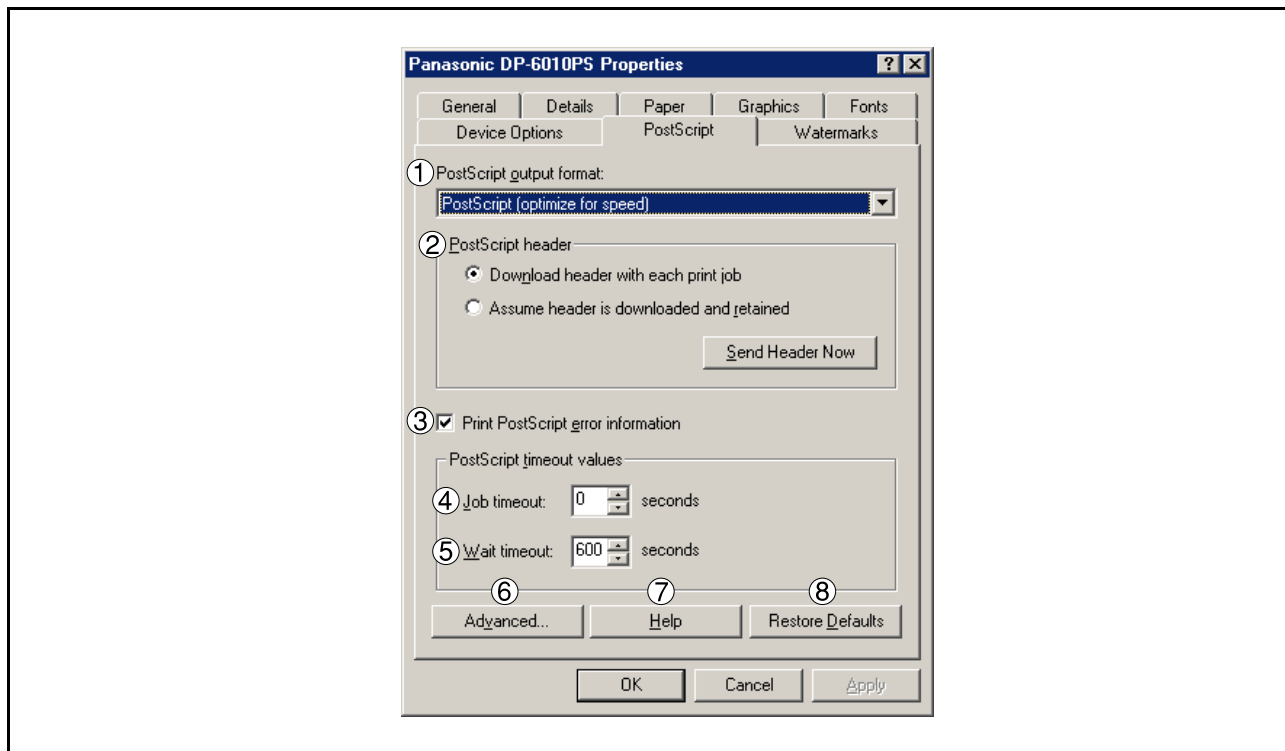 Panasonic DP-6010PS Properties
General Details Paper Graphics Fonts
Device Options PostScript Watermarks
① PostScript output format:
PostScript (optimize for speed)
② PostScript header
Download header with each print job
Assume header is downloaded and retained
Send Header Now
③ Print PostScript error information
PostScript timeout values
④ Job timeout: 0 seconds
⑤ Wait timeout: 600 seconds
⑥ ⑦ ⑧
Advanced... Help Restore Defaults
OK Cancel Apply